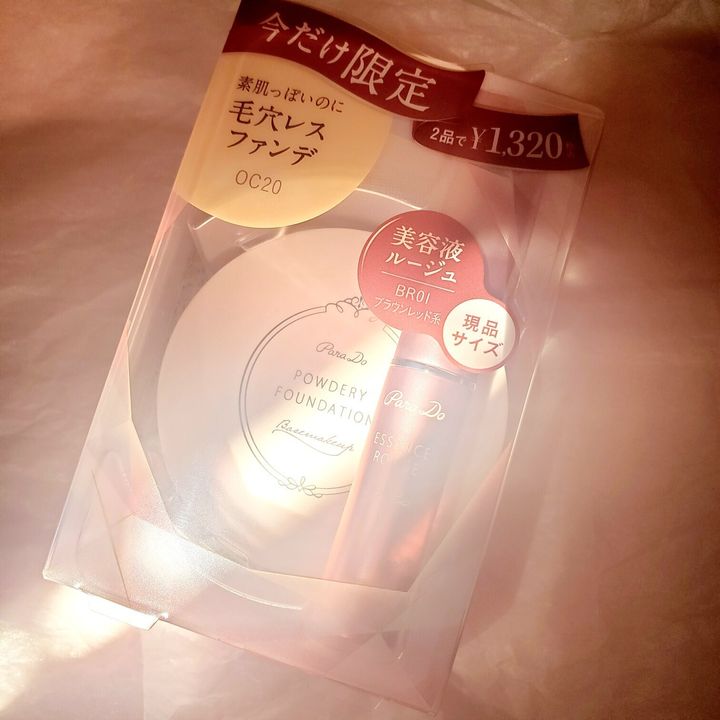 今だけ限定
2品で¥1,320
素肌っぽいのに
毛穴レス
ファンデ
OC20
美容液
ルージュ
BR01
ブラウンレッド系
現品
サイズ
ParaDo
POWDERY
FOUNDATION
Basemakeup
ParaDo
ESSENCE
ROUGE